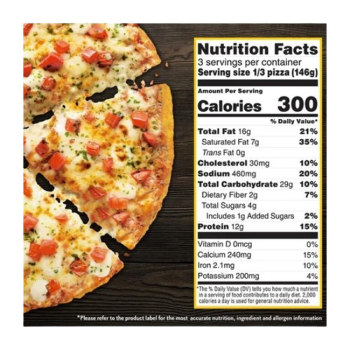 Nutrition Facts
3 servings per container
Serving size 1/3 pizza (146g)
Amount Per Serving
Calories 300
% Daily Value*
Total Fat 16g 21%
Saturated Fat 7g 35%
Trans Fat 0g
Cholesterol 30mg 10%
Sodium 460mg 20%
Total Carbohydrate 29g 10%
Dietary Fiber 2g 7%
Total Sugars 4g
Includes 1g Added Sugars 2%
Protein 12g 15%
Vitamin D 0mcg 0%
Calcium 240mg 15%
Iron 2.1mg 10%
Potassium 200mg 4%
*The % Daily Value (DV) tells you how much a nutrient
in a serving of food contributes to a daily diet. 2,000
calories a day is used for general nutrition advice.
*Please refer to the product label for the most accurate nutrition, ingredient and allergen information